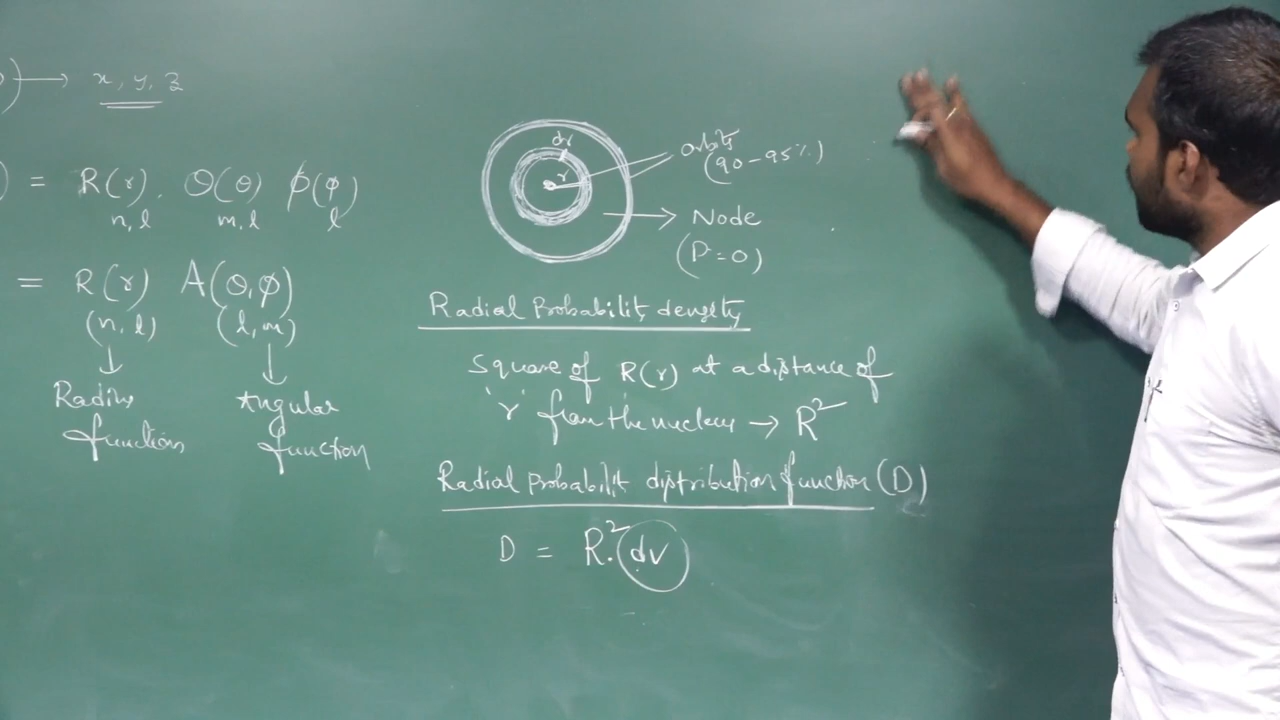 ) → x, y, z
) = R(r). Θ(θ) φ(φ)
n, l m, l l
= R(r) A(θ, φ)
(n, l) (l, m)
↓ ↓
Radius Angular
function function
dr
r
orbits
(90-95%)
→ Node
(P=0)
Radial Probability density
Square of R(r) at a distance of
'r' from the nucleus → R²
Radial Probability distribution function (D)
D = R².dv